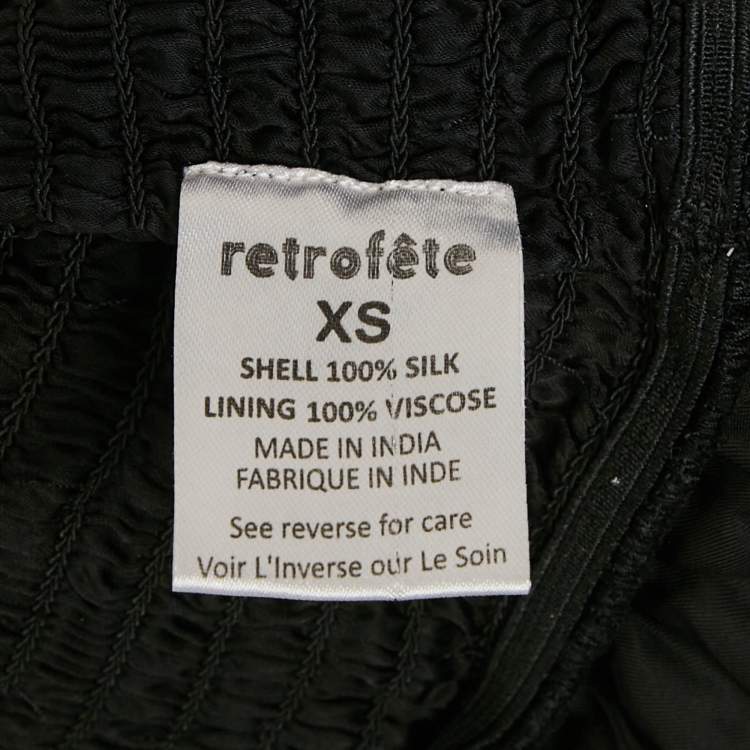 retrofête
XS
SHELL 100% SILK
LINING 100% VISCOSE
MADE IN INDIA
FABRIQUE IN INDE
See reverse for care
Voir L'Inverse our Le Soin